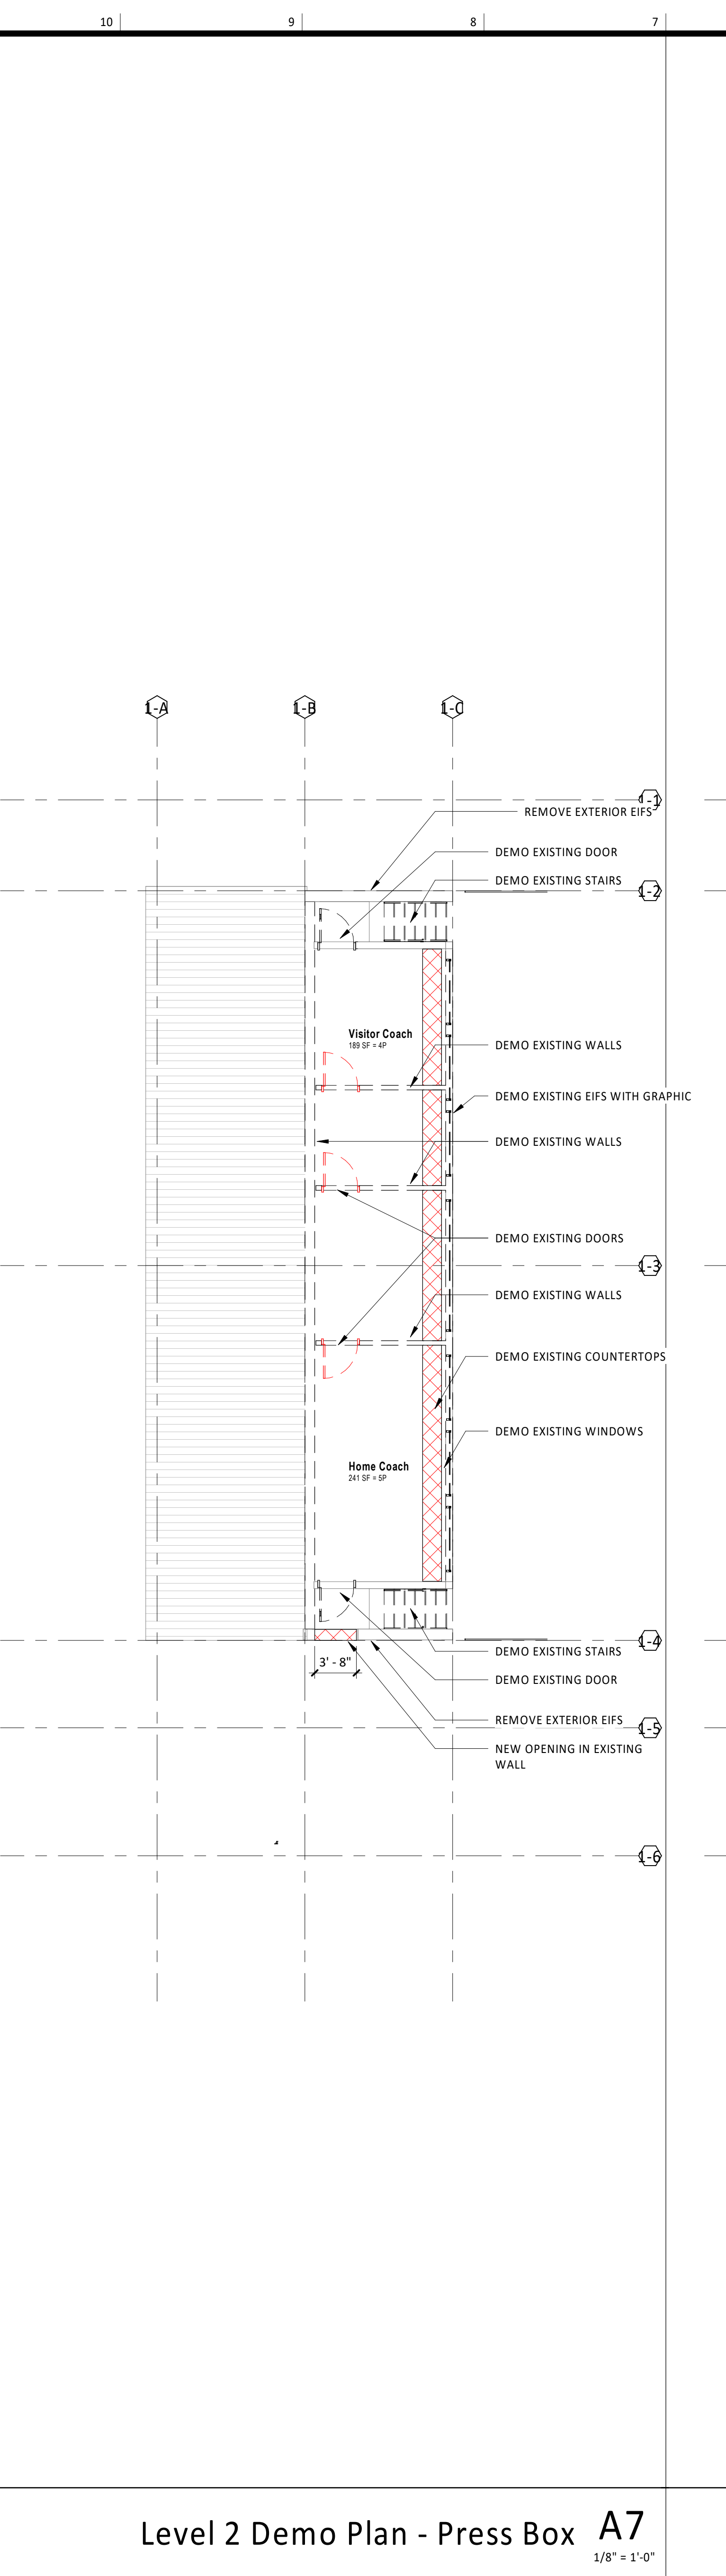 10 9 8 7
1-A 1-B 1-C
1-1
REMOVE EXTERIOR EIFS
DEMO EXISTING DOOR
DEMO EXISTING STAIRS
1-2
Visitor Coach
189 SF = 4P
DEMO EXISTING WALLS
DEMO EXISTING EIFS WITH GRAPHIC
DEMO EXISTING WALLS
DEMO EXISTING DOORS
1-3
DEMO EXISTING WALLS
DEMO EXISTING COUNTERTOPS
DEMO EXISTING WINDOWS
Home Coach
241 SF = 5P
1-4
DEMO EXISTING STAIRS
3' - 8"
DEMO EXISTING DOOR
REMOVE EXTERIOR EIFS
1-5
NEW OPENING IN EXISTING
WALL
1-6
Level 2 Demo Plan - Press Box A7
1/8" = 1'-0"